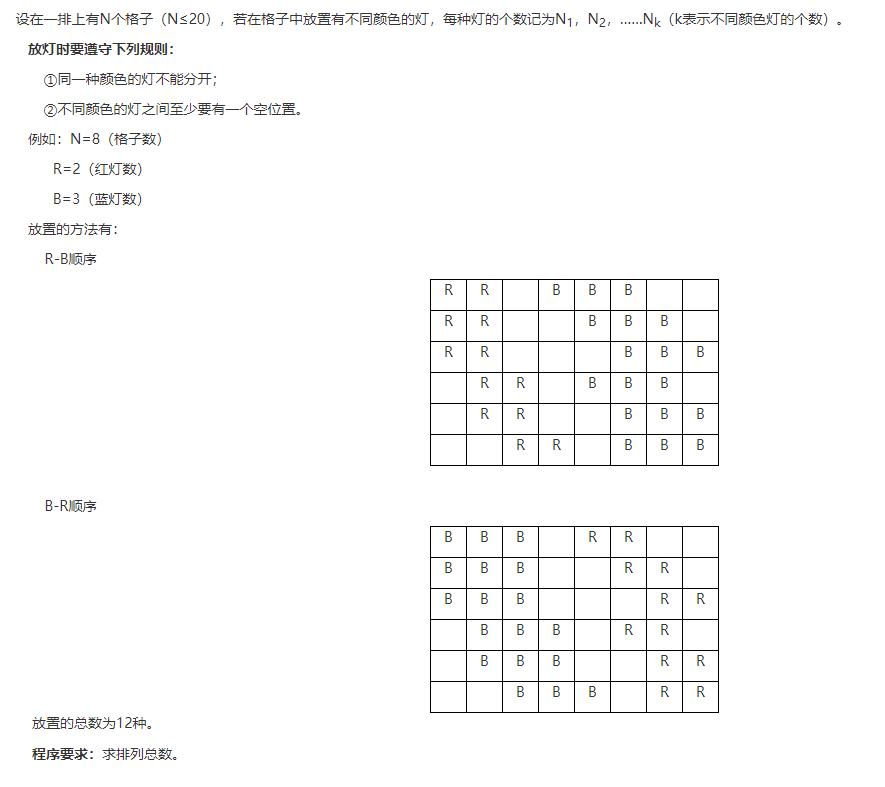 设在一排上有N个格子（N≤20），若在格子中放置有不同颜色的灯，每种灯的个数记为N1，N2，……Nk（k表示不同颜色灯的个数）。
放灯时要遵守下列规则：
①同一种颜色的灯不能分开；
②不同颜色的灯之间至少要有一个空位置。
例如：N=8（格子数）
R=2（红灯数）
B=3（蓝灯数）
放置的方法有：
R-B顺序
R R B B B
R R B B B
R R B B B
R R B B B
R R B B B
R R B B B
B-R顺序
B B B R R
B B B R R
B B B R R
B B B R R
B B B R R
B B B R R
放置的总数为12种。
程序要求：求排列总数。